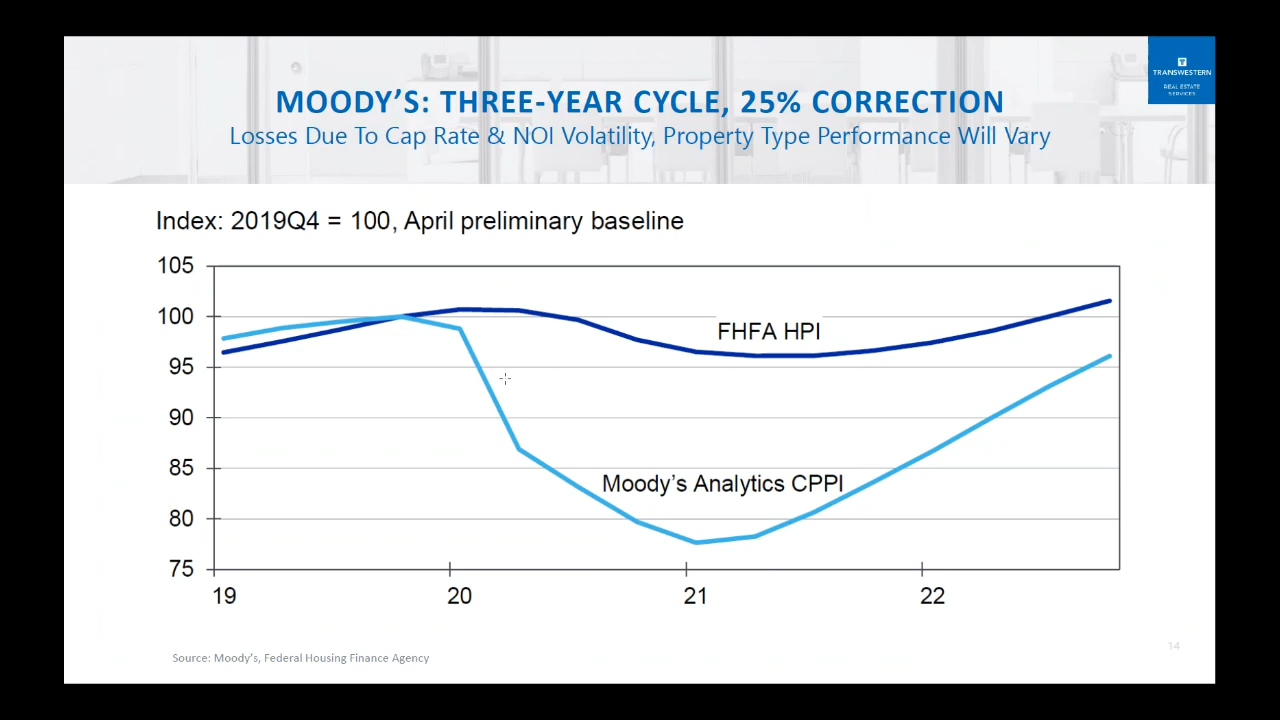 TRANSWESTERN
REAL ESTATE
SERVICES
MOODY'S: THREE-YEAR CYCLE, 25% CORRECTION
Losses Due To Cap Rate & NOI Volatility, Property Type Performance Will Vary
Index: 2019Q4 = 100, April preliminary baseline
105
100
95
90
85
80
75
FHFA HPI
Moody's Analytics CPPI
19 20 21 22
Source: Moody's, Federal Housing Finance Agency
14